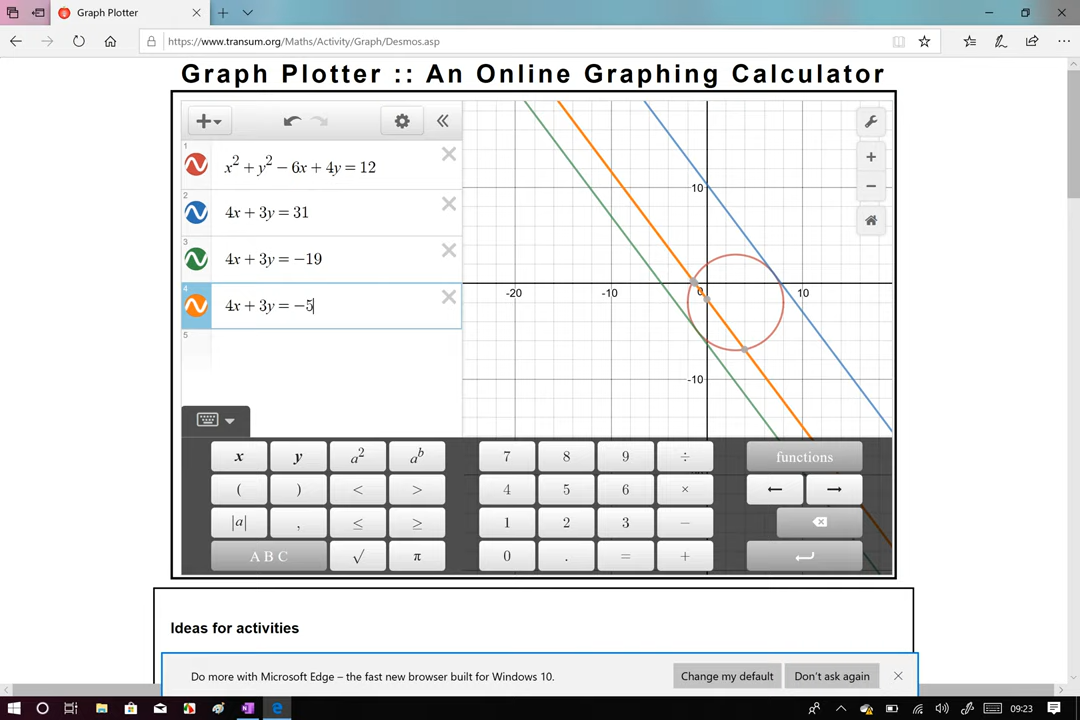 Graph Plotter
https://www.transum.org/Maths/Activity/Graph/Desmos.asp
Graph Plotter :: An Online Graphing Calculator
1
x² + y² − 6x + 4y = 12
2
4x + 3y = 31
3
4x + 3y = −19
4
4x + 3y = −5
5
10
-20 -10 0 10
-10
x y a² aᵇ 7 8 9 ÷ functions
( ) < > 4 5 6 × ← →
|a| , ≤ ≥ 1 2 3 −
A B C √ π 0 . = +
Ideas for activities
Do more with Microsoft Edge – the fast new browser built for Windows 10. Change my default Don't ask again
09:23